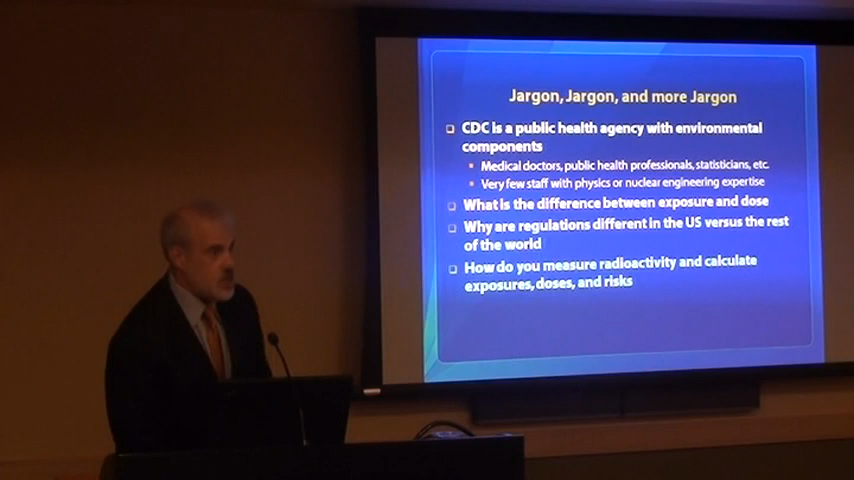 Jargon, Jargon, and more Jargon
CDC is a public health agency with environmental
components
Medical doctors, public health professionals, statisticians, etc.
Very few staff with physics or nuclear engineering expertise
What is the difference between exposure and dose
Why are regulations different in the US versus the rest
of the world
How do you measure radioactivity and calculate
exposures, doses, and risks